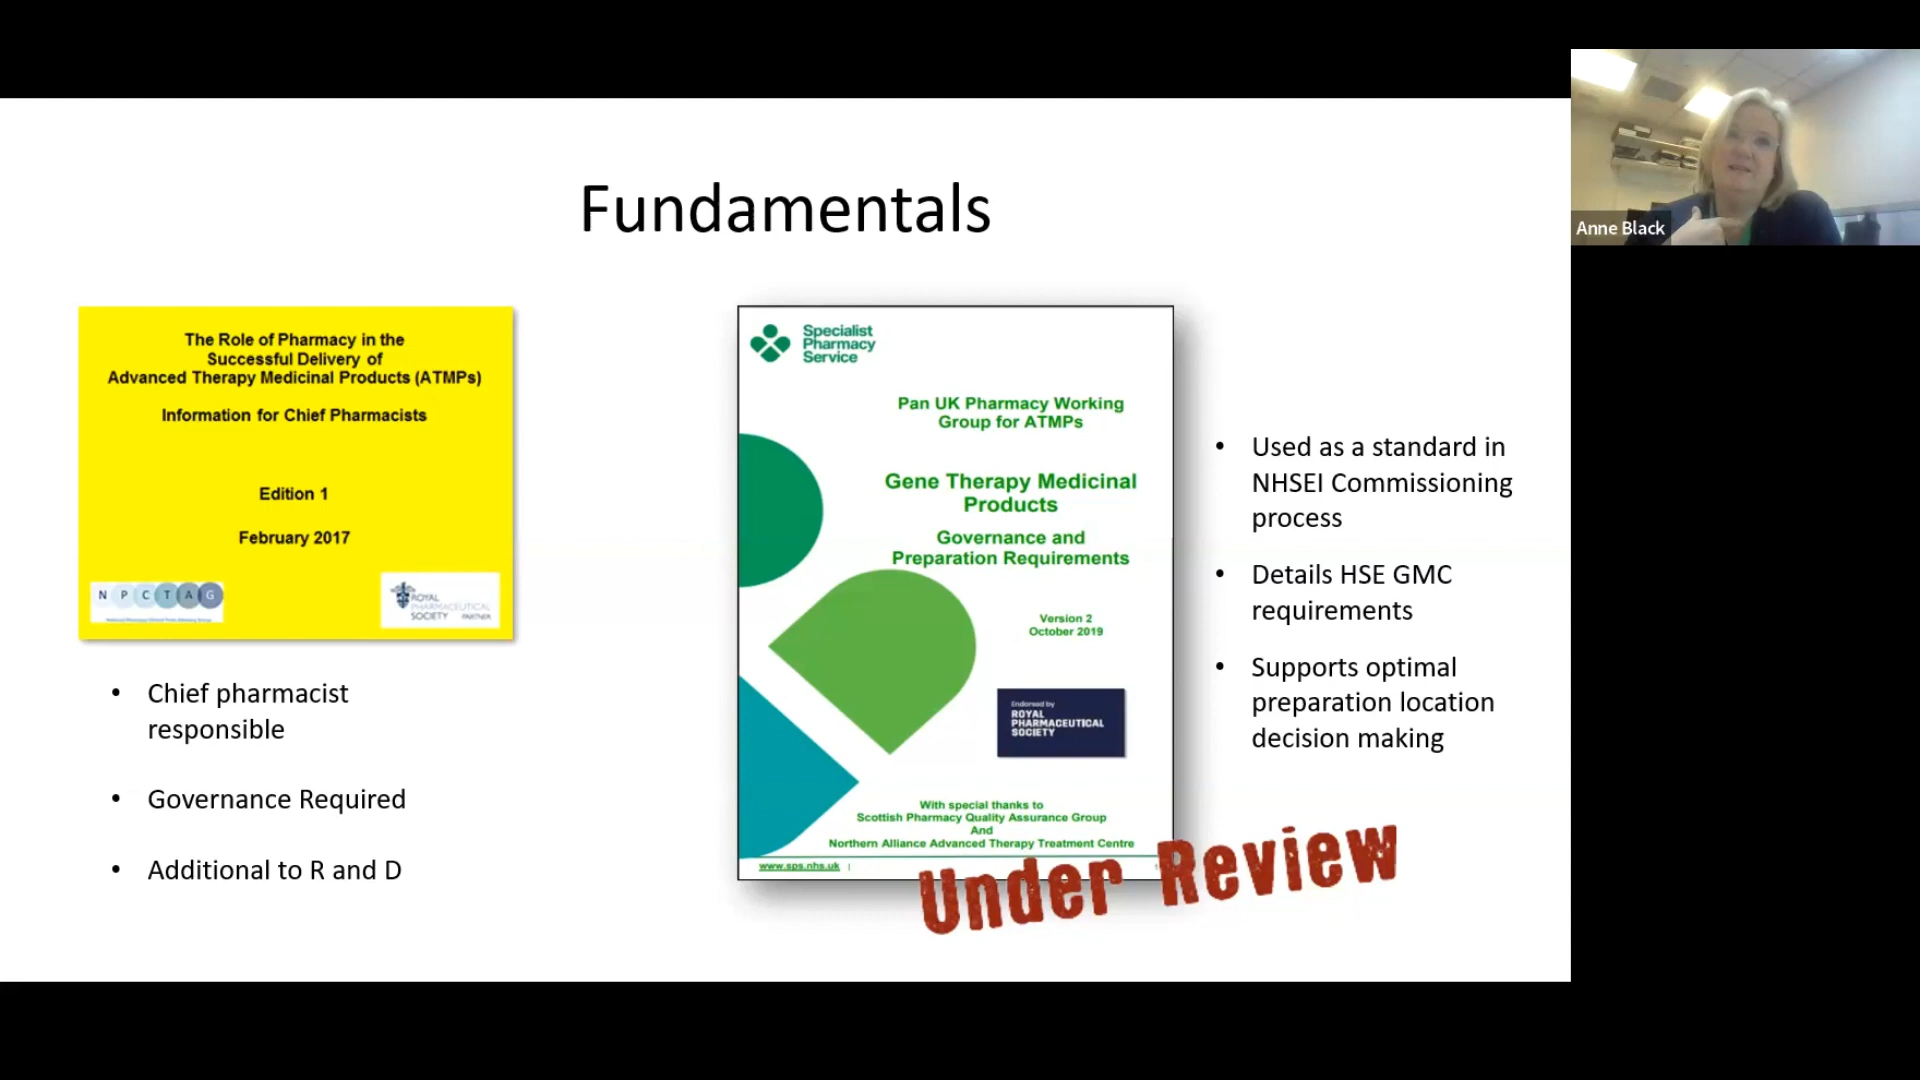 Fundamentals
The Role of Pharmacy in the
Successful Delivery of
Advanced Therapy Medicinal Products (ATMPs)
Information for Chief Pharmacists
Edition 1
February 2017
N P C T A G
ROYAL
PHARMACEUTICAL
SOCIETY
PARTNER
• Chief pharmacist
responsible
• Governance Required
• Additional to R and D
Specialist
Pharmacy
Service
Pan UK Pharmacy Working
Group for ATMPs
Gene Therapy Medicinal
Products
Governance and
Preparation Requirements
Version 2
October 2019
Endorsed by
ROYAL
PHARMACEUTICAL
SOCIETY
With special thanks to
Scottish Pharmacy Quality Assurance Group
And
Northern Alliance Advanced Therapy Treatment Centre
www.sps.nhs.uk |
Under Review
• Used as a standard in
NHSEI Commissioning
process
• Details HSE GMC
requirements
• Supports optimal
preparation location
decision making
Anne Black